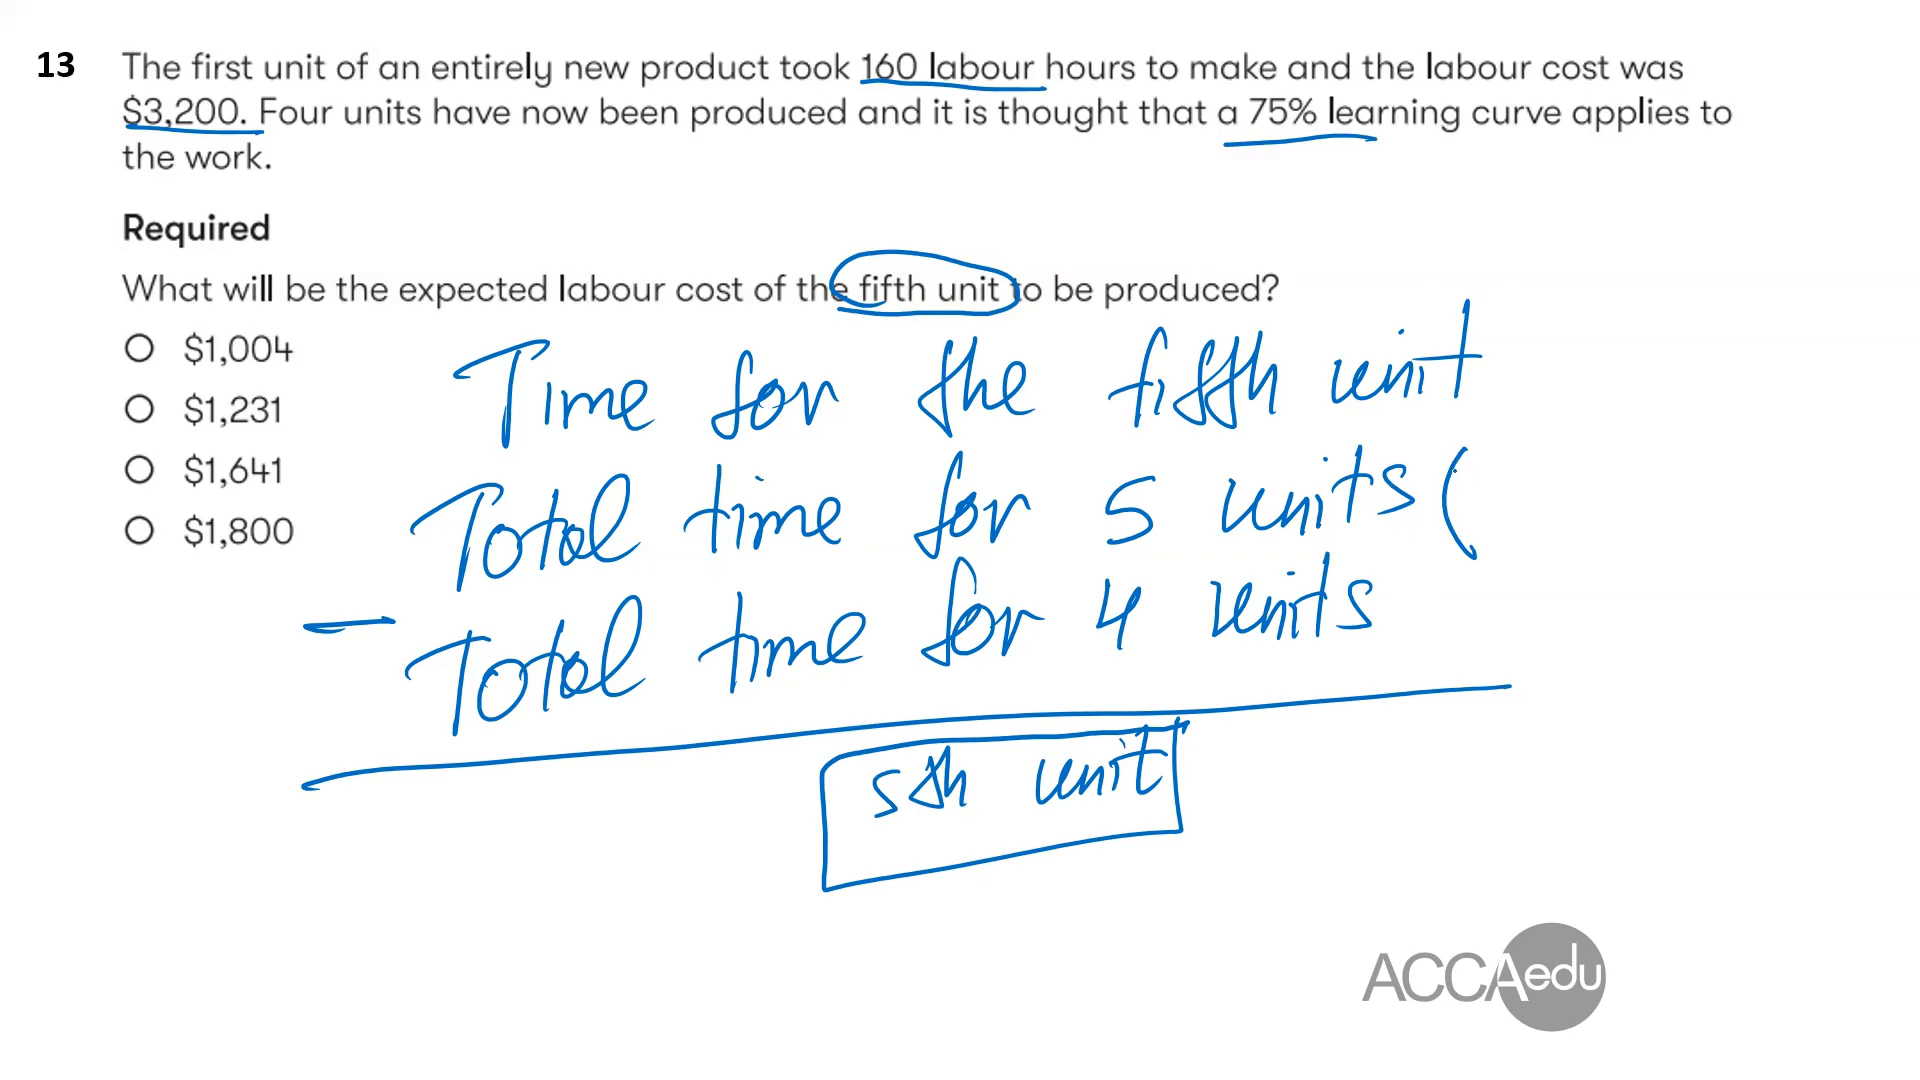 13 The first unit of an entirely new product took 160 labour hours to make and the labour cost was
$3,200. Four units have now been produced and it is thought that a 75% learning curve applies to
the work.
Required
What will be the expected labour cost of the fifth unit to be produced?
$1,004
$1,231
$1,641
$1,800
Time for the fifth unit
Total time for 5 units (
— Total time for 4 units
5th unit
ACCAedu